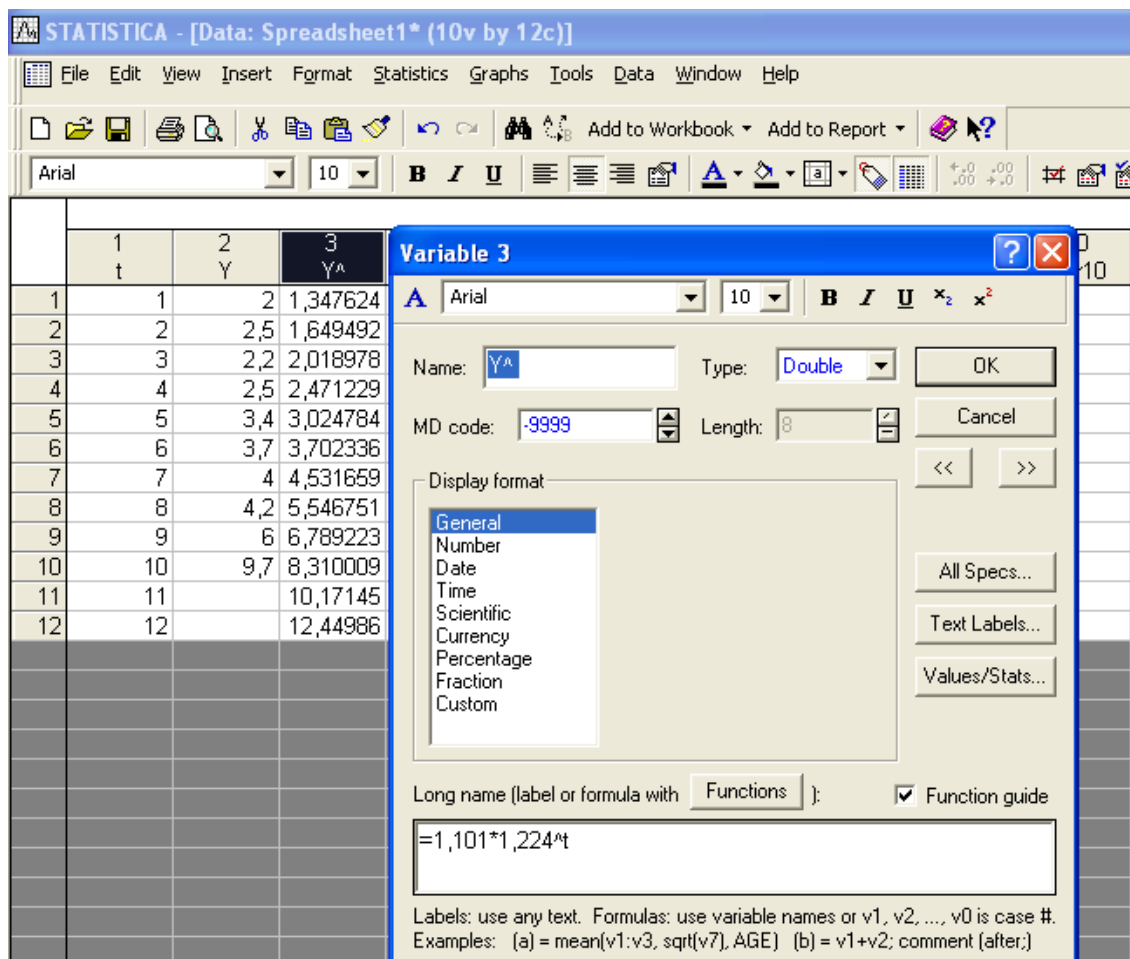 STATISTICA - [Data: Spreadsheet1* (10v by 12c)]
File Edit View Insert Format Statistics Graphs Tools Data Window Help
Add to Workbook Add to Report
Arial 10 B I U
1 2 3
t Y Y^ 10
1 1 2 1,347624
2 2 2,5 1,649492
3 3 2,2 2,018978
4 4 2,5 2,471229
5 5 3,4 3,024784
6 6 3,7 3,702336
7 7 4 4,531659
8 8 4,2 5,546751
9 9 6 6,789223
10 10 9,7 8,310009
11 11 10,17145
12 12 12,44986
Variable 3
A Arial 10 B I U x₂ x²
Name: Y^ Type: Double OK
MD code: -9999 Length: 8 Cancel
<< >>
Display format
General
Number
Date
Time
Scientific
Currency
Percentage
Fraction
Custom
All Specs...
Text Labels...
Values/Stats...
Long name (label or formula with Functions ): Function guide
=1,101*1,224^t
Labels: use any text. Formulas: use variable names or v1, v2, ..., v0 is case #.
Examples: (a) = mean(v1:v3, sqrt(v7), AGE) (b) = v1+v2; comment (after;)